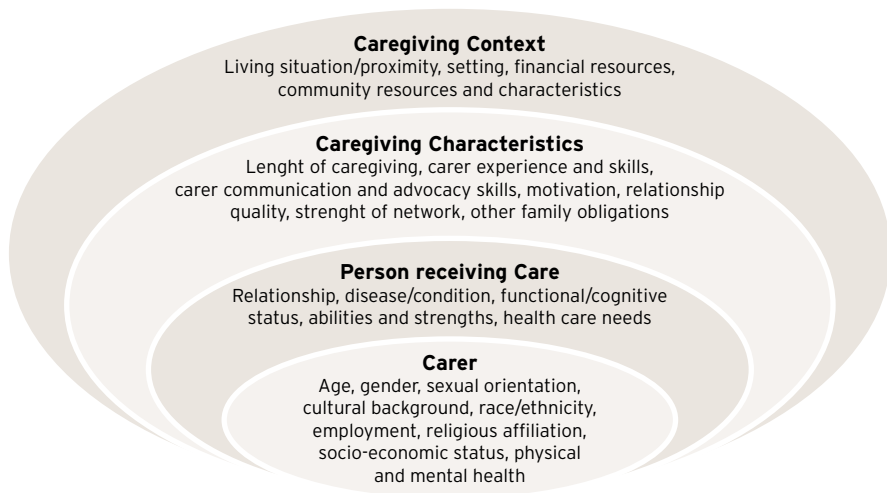 Caregiving Context
Living situation/proximity, setting, financial resources,
community resources and characteristics
Caregiving Characteristics
Lenght of caregiving, carer experience and skills,
carer communication and advocacy skills, motivation, relationship
quality, strenght of network, other family obligations
Person receiving Care
Relationship, disease/condition, functional/cognitive
status, abilities and strengths, health care needs
Carer
Age, gender, sexual orientation,
cultural background, race/ethnicity,
employment, religious affiliation,
socio-economic status, physical
and mental health